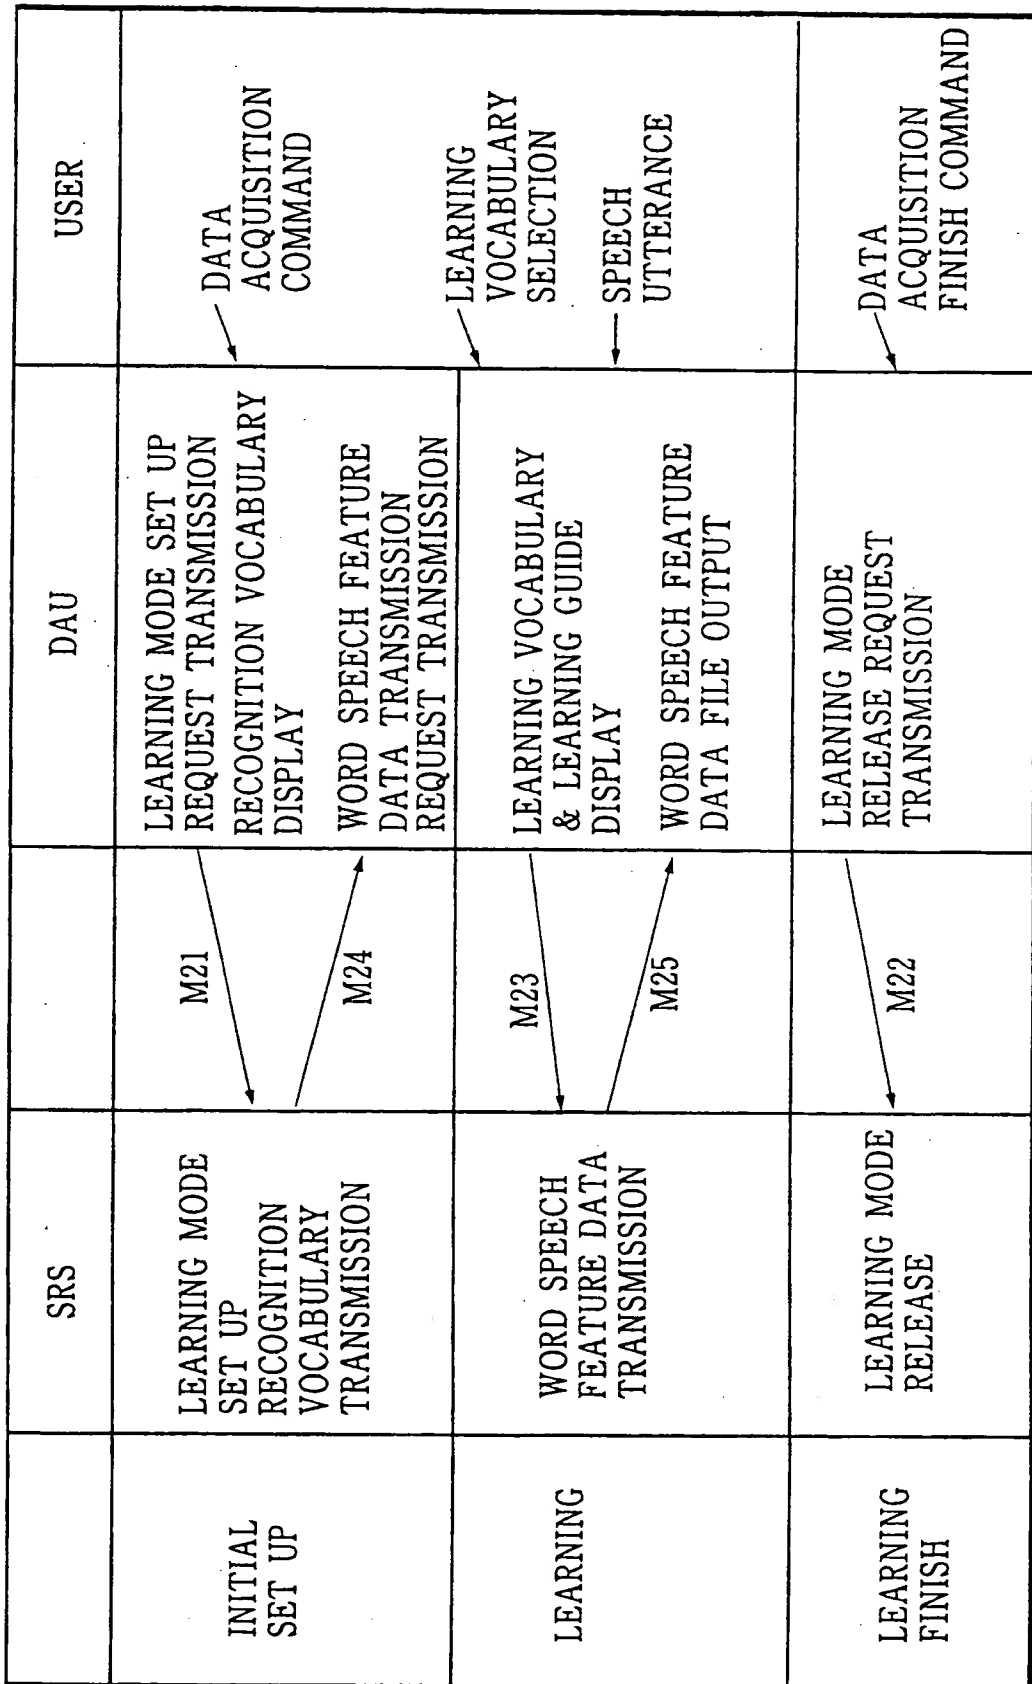 SRS
DAU
USER
INITIAL
SET UP
LEARNING MODE
SET UP
RECOGNITION
VOCABULARY
TRANSMISSION
M21
M24
LEARNING MODE SET UP
REQUEST TRANSMISSION
RECOGNITION VOCABULARY
DISPLAY
WORD SPEECH FEATURE
DATA TRANSMISSION
REQUEST TRANSMISSION
DATA
ACQUISITION
COMMAND
LEARNING
WORD SPEECH
FEATURE DATA
TRANSMISSION
M23
M25
LEARNING VOCABULARY
& LEARNING GUIDE
DISPLAY
WORD SPEECH FEATURE
DATA FILE OUTPUT
LEARNING
VOCABULARY
SELECTION
SPEECH
UTTERANCE
LEARNING
FINISH
LEARNING MODE
RELEASE
M22
LEARNING MODE
RELEASE REQUEST
TRANSMISSION
DATA
ACQUISITION
FINISH COMMAND